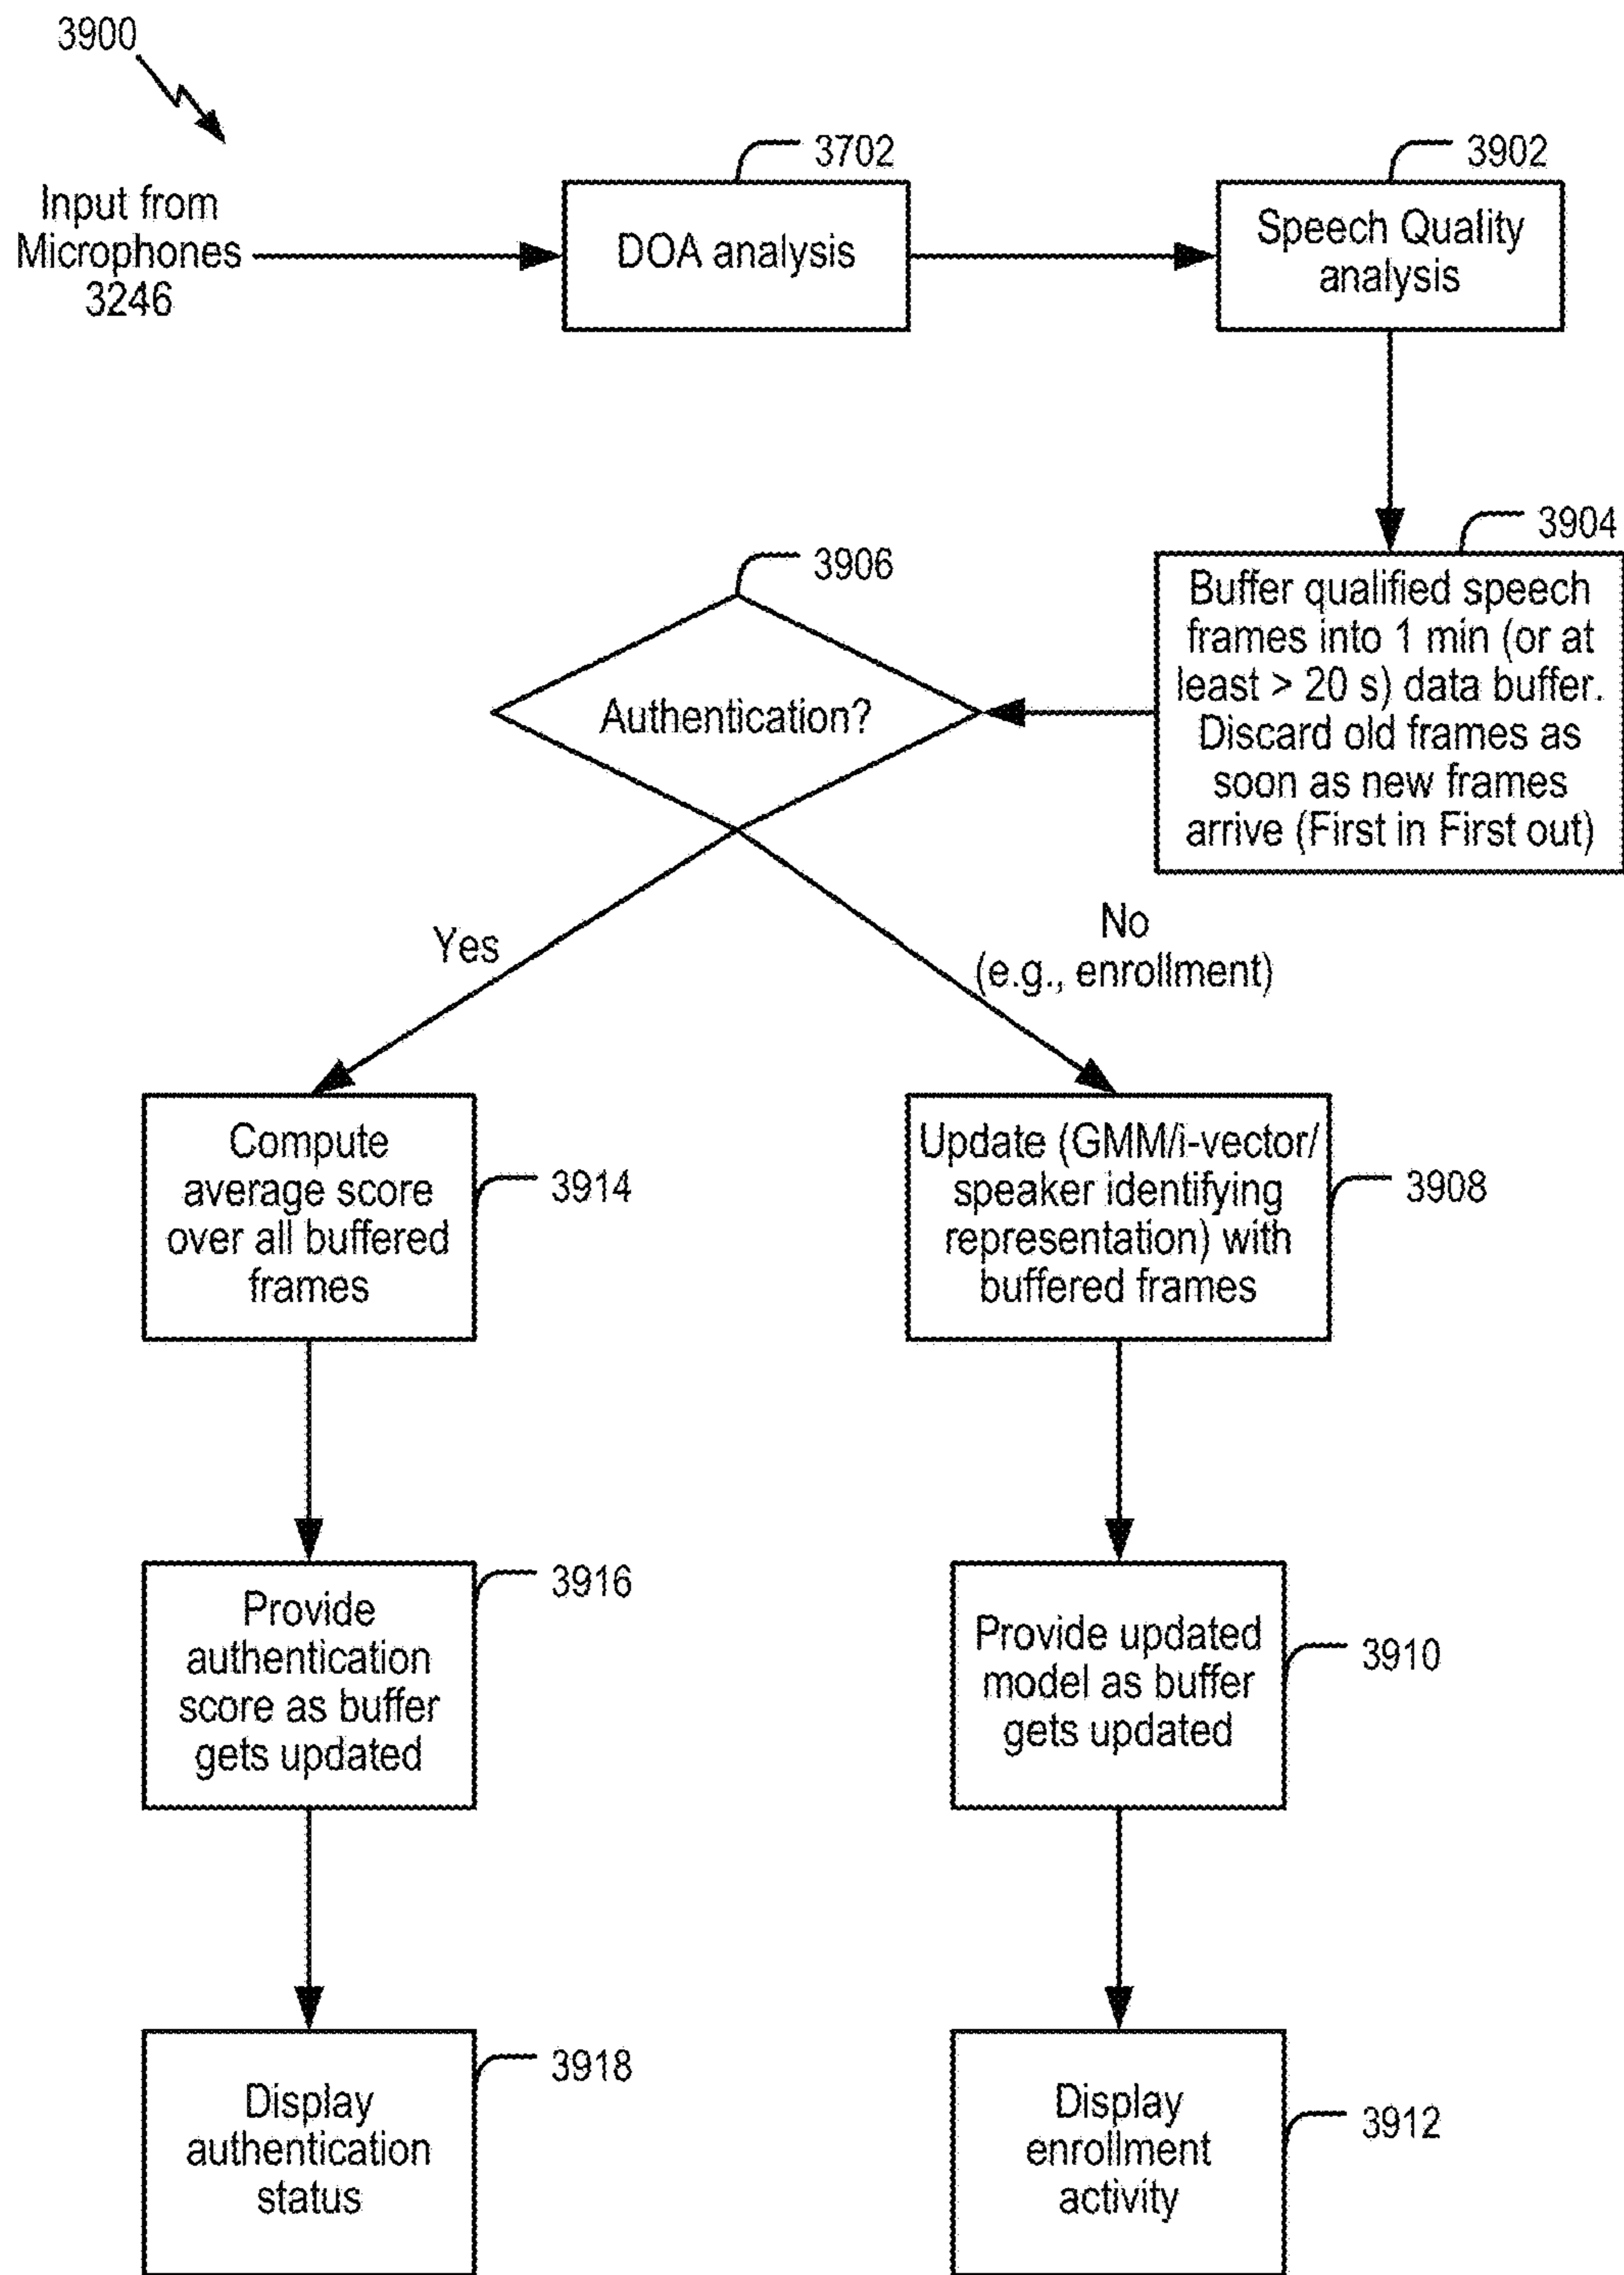 3900
Input from
Microphones
3246
3702
DOA analysis
3902
Speech Quality
analysis
3904
Buffer qualified speech
frames into 1 min (or at
least > 20 s) data buffer.
Discard old frames as
soon as new frames
arrive (First in First out)
3906
Authentication?
Yes
No
(e.g., enrollment)
Compute
average score
over all buffered
frames
3914
Update (GMM/i-vector/
speaker identifying
representation) with
buffered frames
3908
Provide
authentication
score as buffer
gets updated
3916
Provide updated
model as buffer
gets updated
3910
Display
authentication
status
3918
Display
enrollment
activity
3912